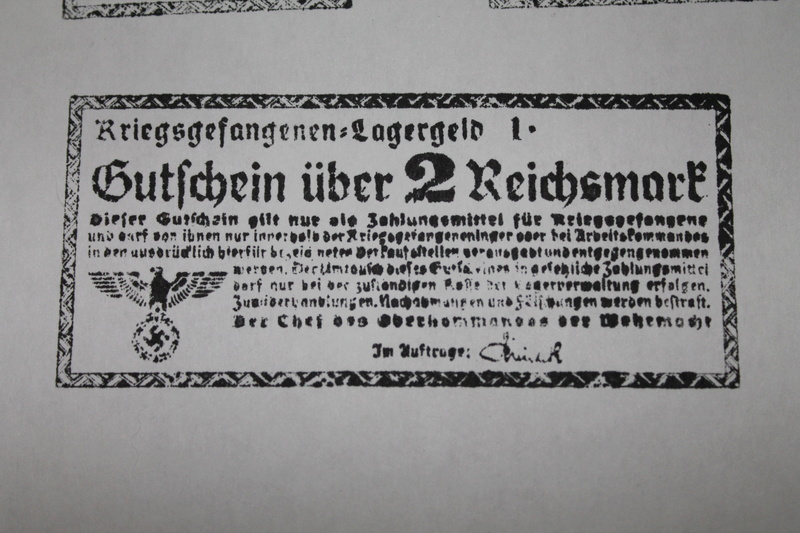 Kriegsgefangenen-Lagergeld 1.
Gutschein über 2 Reichsmark
Dieser Gutschein gilt nur als Zahlungsmittel für Kriegsgefangene
und darf von ihnen nur innerhalb der Kriegsgefangenenlager oder bei Arbeitskommandos
in den ausdrücklich hierfür bezeichneten Verkaufsstellen verausgabt und entgegengenommen
werden. Der Umtausch dieses Gutscheines in gesetzliche Zahlungsmittel
darf nur bei der zuständigen Kasse der Lagerverwaltung erfolgen.
Zuwiderhandlungen, Nachahmungen und Fälschungen werden bestraft.
Der Chef des Oberkommandos der Wehrmacht
Im Auftrage: